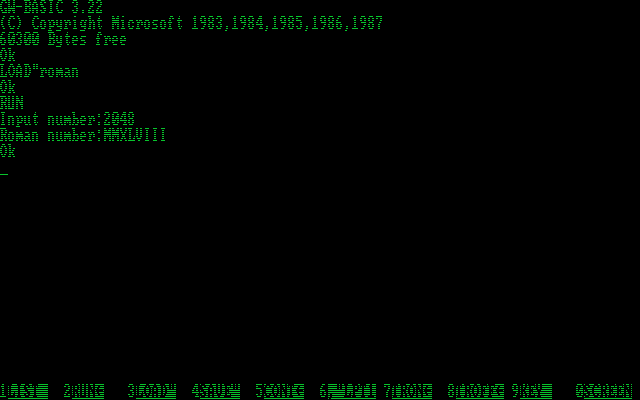 GW-BASIC 3.22
(C) Copyright Microsoft 1983,1984,1985,1986,1987
60300 Bytes free
Ok
LOAD"roman
Ok
RUN
Input number:2048
Roman number:MMXLVIII
Ok
_
1LIST 2RUN← 3LOAD" 4SAVE" 5CONT← 6,"LPT1 7TRON← 8TROFF← 9KEY 0SCREEN